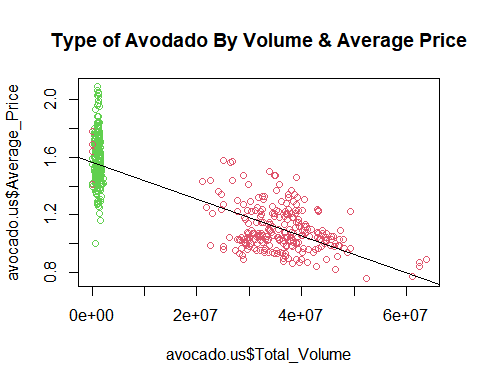 Type of Avodado By Volume & Average Price
avocado.us$Average_Price
2.0
1.6
1.2
0.8
0e+00 2e+07 4e+07 6e+07
avocado.us$Total_Volume